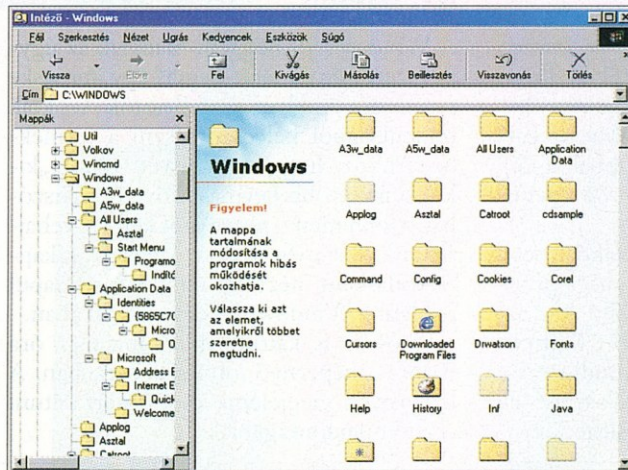 Intéző - Windows
Fájl Szerkesztés Nézet Ugrás Kedvencek Eszközök Súgó
Vissza Előre Fel Kivágás Másolás Beillesztés Visszavonás Törlés
Cím C:\WINDOWS
Mappák
Util
Volkov
Wincmd
Windows
A3w_data
A5w_data
All Users
Asztal
Start Menu
Programo
Indító
Application Data
Identities
{5865C7C
Micro
O
Microsoft
Address B
Internet E
Quick
Welcome
Applog
Asztal
Catroot
Windows
Figyelem!
A mappa
tartalmának
módosítása a
programok hibás
működését
okozhatja.
Válassza ki azt
az elemet,
amelyikről többet
szeretne
megtudni.
A3w_data A5w_data All Users Application
Data
Applog Asztal Catroot cdsample
Command Config Cookies Corel
Cursors Downloaded
Program Files Drwatson Fonts
Help History Inf Java